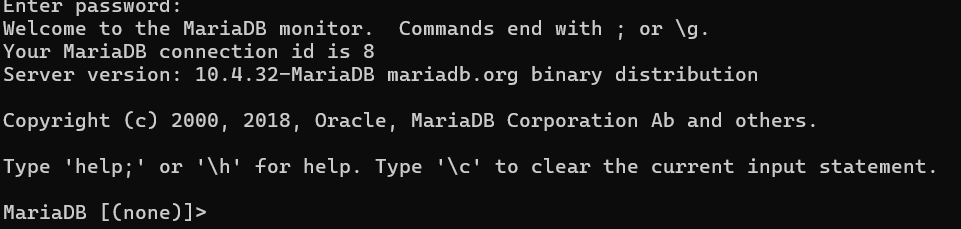 Enter password:
Welcome to the MariaDB monitor.  Commands end with ; or \g.
Your MariaDB connection id is 8
Server version: 10.4.32-MariaDB mariadb.org binary distribution

Copyright (c) 2000, 2018, Oracle, MariaDB Corporation Ab and others.

Type 'help;' or '\h' for help. Type '\c' to clear the current input statement.

MariaDB [(none)]>